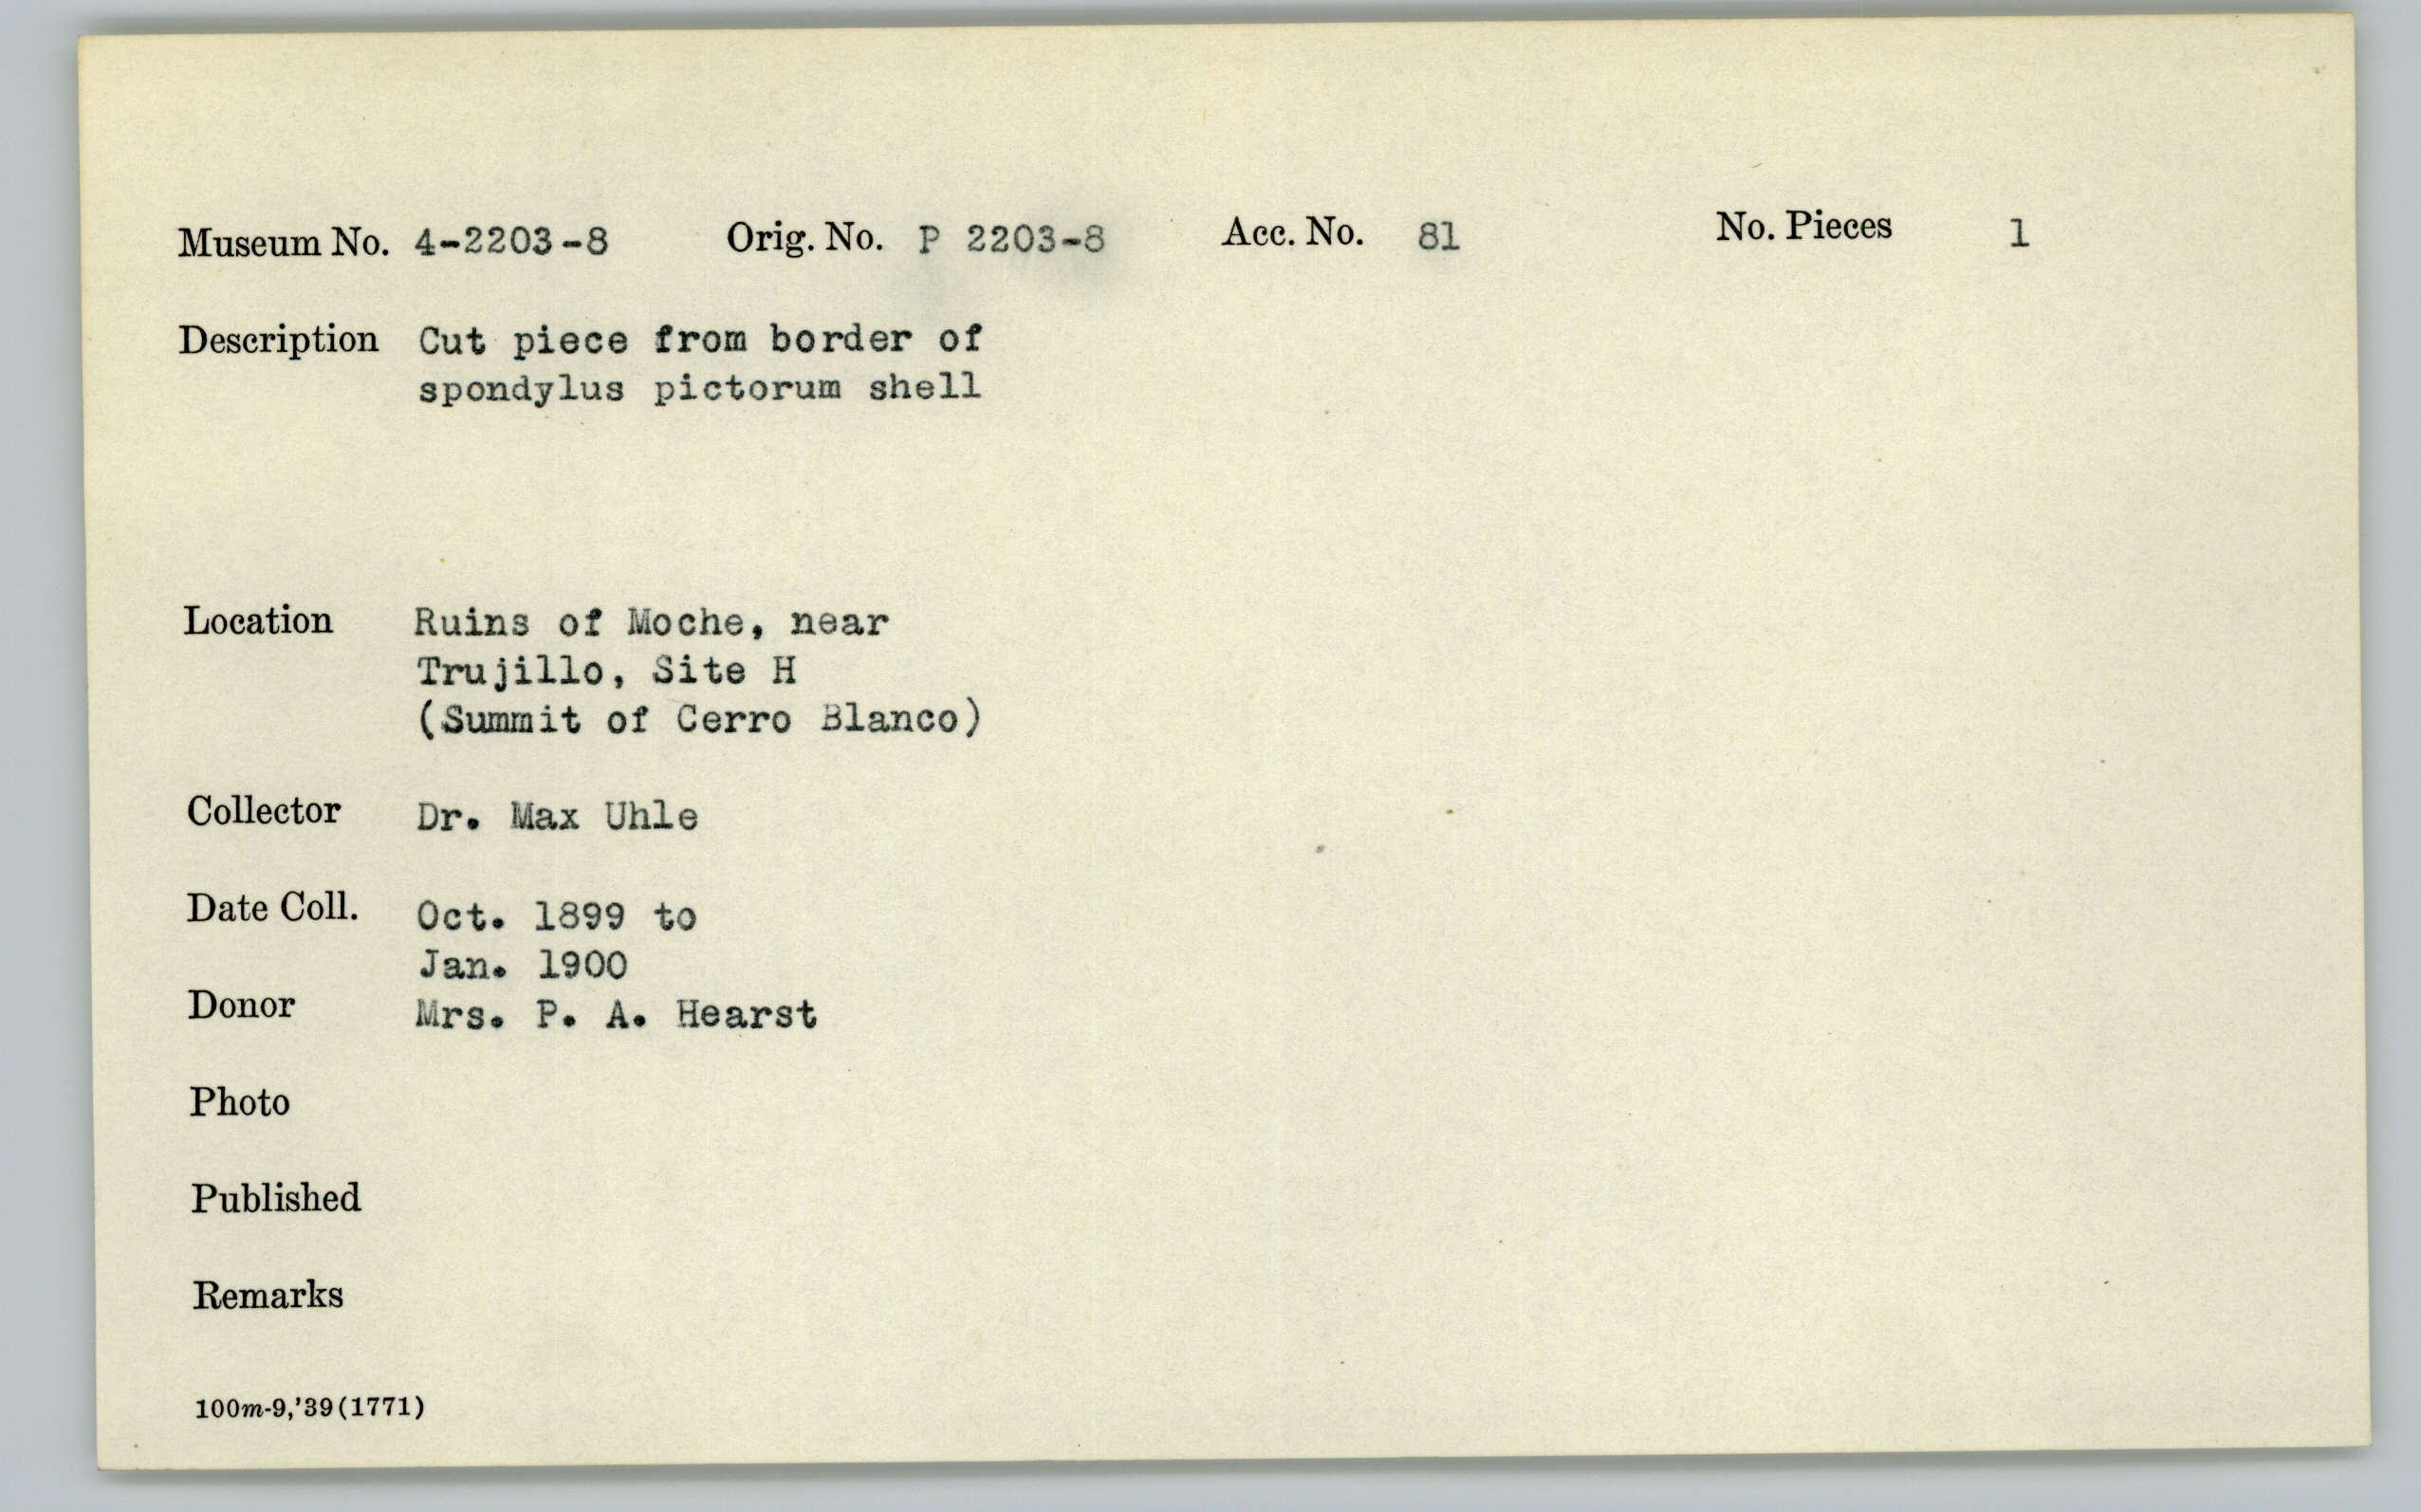 Museum No. 4-2203-8 Orig. No. P 2203-8 Acc. No. 81 No. Pieces 1
Description Cut piece from border of
spondylus pictorum shell
Location Ruins of Moche, near
Trujillo, Site H
(Summit of Cerro Blanco)
Collector Dr. Max Uhle
Date Coll. Oct. 1899 to
Jan. 1900
Donor Mrs. P. A. Hearst
Photo
Published
Remarks
100m-9,'39(1771)